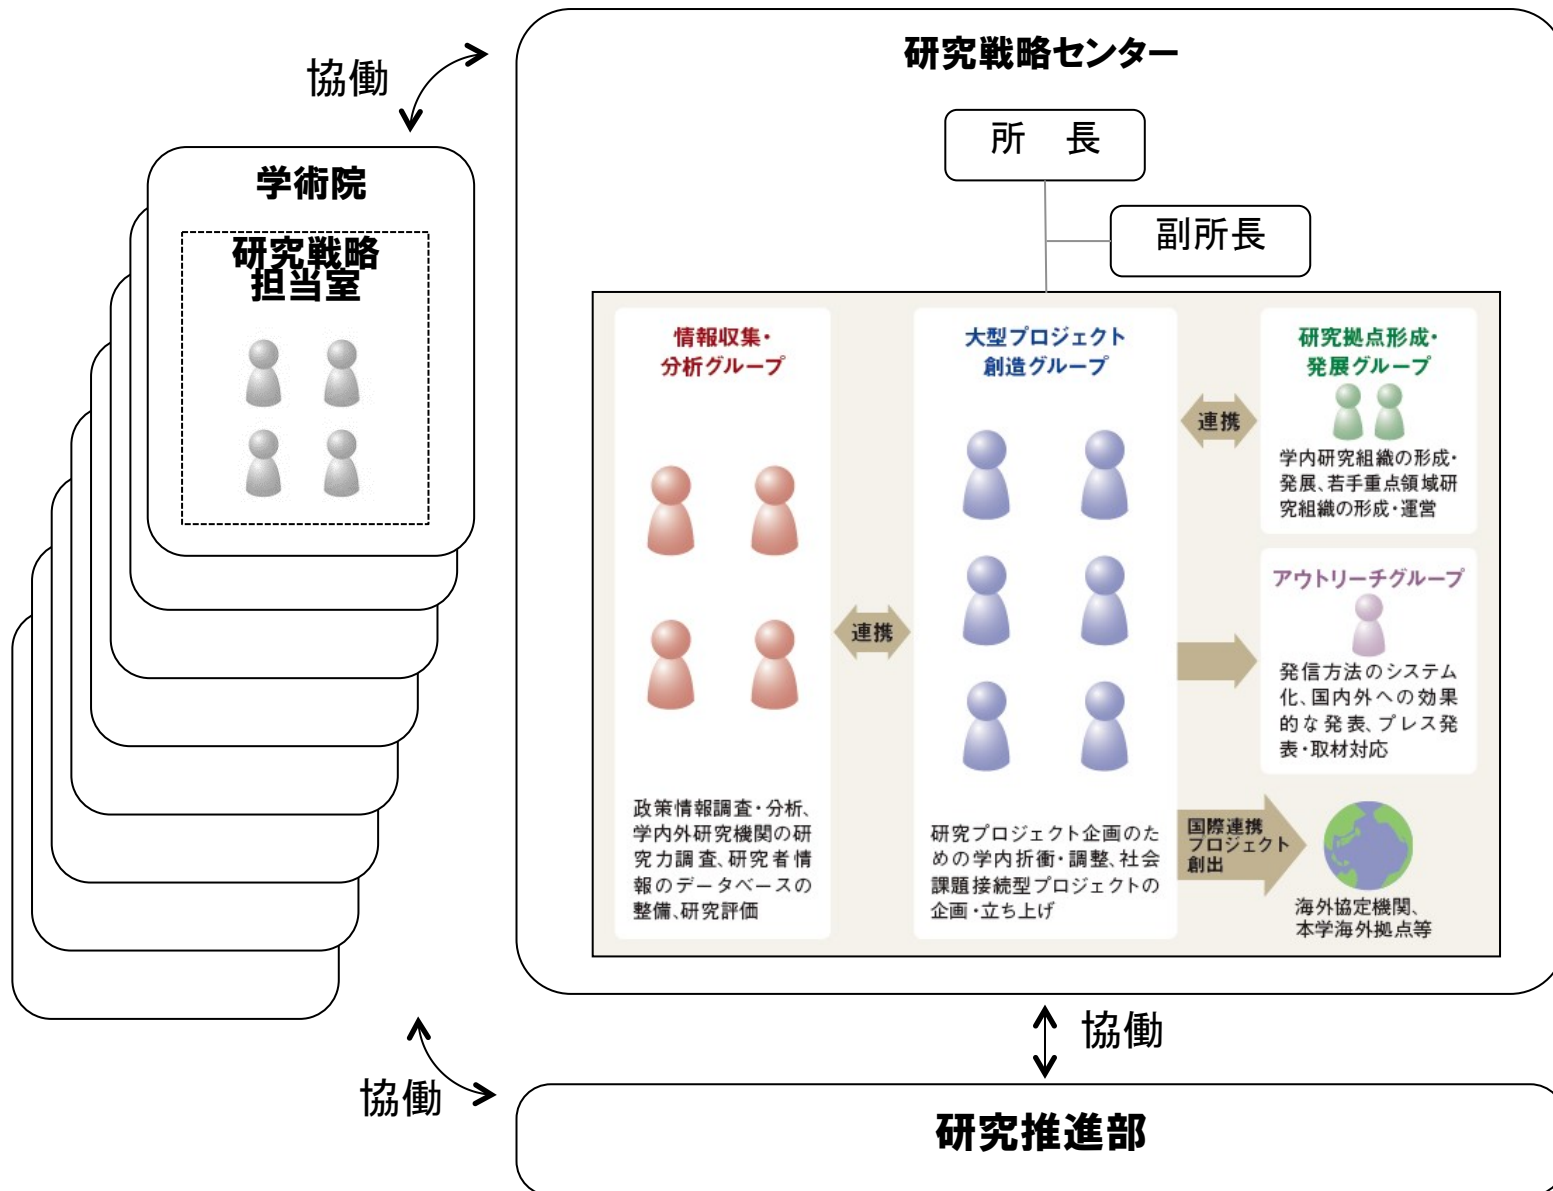 協働
学術院
研究戦略
担当室
研究戦略センター
所　長
副所長
情報収集・
分析グループ
政策情報調査・分析、
学内外研究機関の研
究力調査、研究者情
報のデータベースの
整備、研究評価
連携
大型プロジェクト
創造グループ
研究プロジェクト企画のた
めの学内折衝・調整、社会
課題接続型プロジェクトの
企画・立ち上げ
連携
研究拠点形成・
発展グループ
学内研究組織の形成・
発展、若手重点領域研
究組織の形成・運営
アウトリーチグループ
発信方法のシステム
化、国内外への効果
的な発表、プレス発
表・取材対応
国際連携
プロジェクト
創出
海外協定機関、
本学海外拠点等
協働
協働
研究推進部